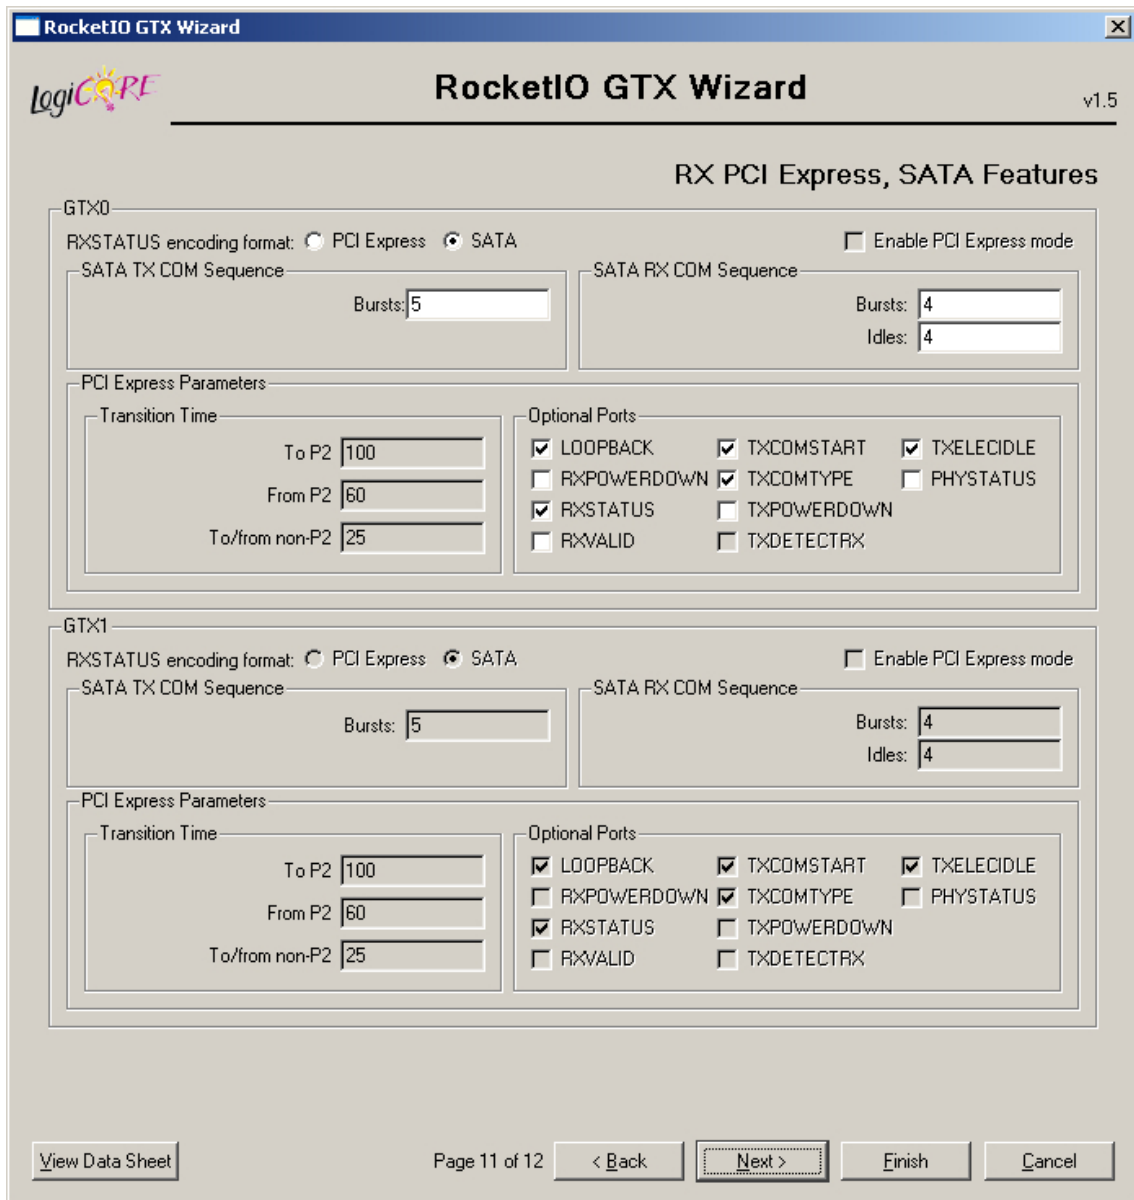 RocketIO GTX Wizard
LogiCORE
RocketIO GTX Wizard
v1.5
RX PCI Express, SATA Features
GTX0
RXSTATUS encoding format: PCI Express SATA Enable PCI Express mode
SATA TX COM Sequence SATA RX COM Sequence
Bursts: 5 Bursts: 4
Idles: 4
PCI Express Parameters
Transition Time Optional Ports
To P2 100 LOOPBACK TXCOMSTART TXELECIDLE
From P2 60 RXPOWERDOWN TXCOMTYPE PHYSTATUS
RXSTATUS TXPOWERDOWN
To/from non-P2 25 RXVALID TXDETECTRX
GTX1
RXSTATUS encoding format: PCI Express SATA Enable PCI Express mode
SATA TX COM Sequence SATA RX COM Sequence
Bursts: 5 Bursts: 4
Idles: 4
PCI Express Parameters
Transition Time Optional Ports
To P2 100 LOOPBACK TXCOMSTART TXELECIDLE
From P2 60 RXPOWERDOWN TXCOMTYPE PHYSTATUS
RXSTATUS TXPOWERDOWN
To/from non-P2 25 RXVALID TXDETECTRX
View Data Sheet Page 11 of 12 < Back Next > Finish Cancel